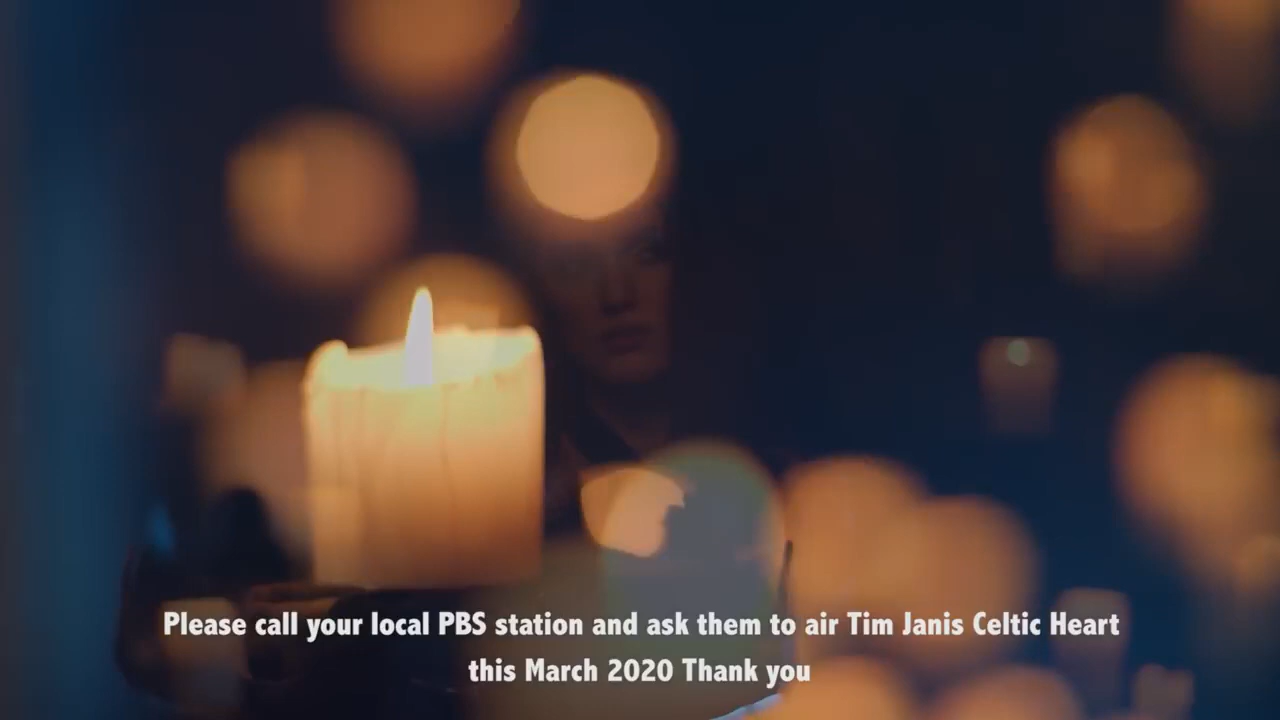 Please call your local PBS station and ask them to air Tim Janis Celtic Heart
this March 2020 Thank you